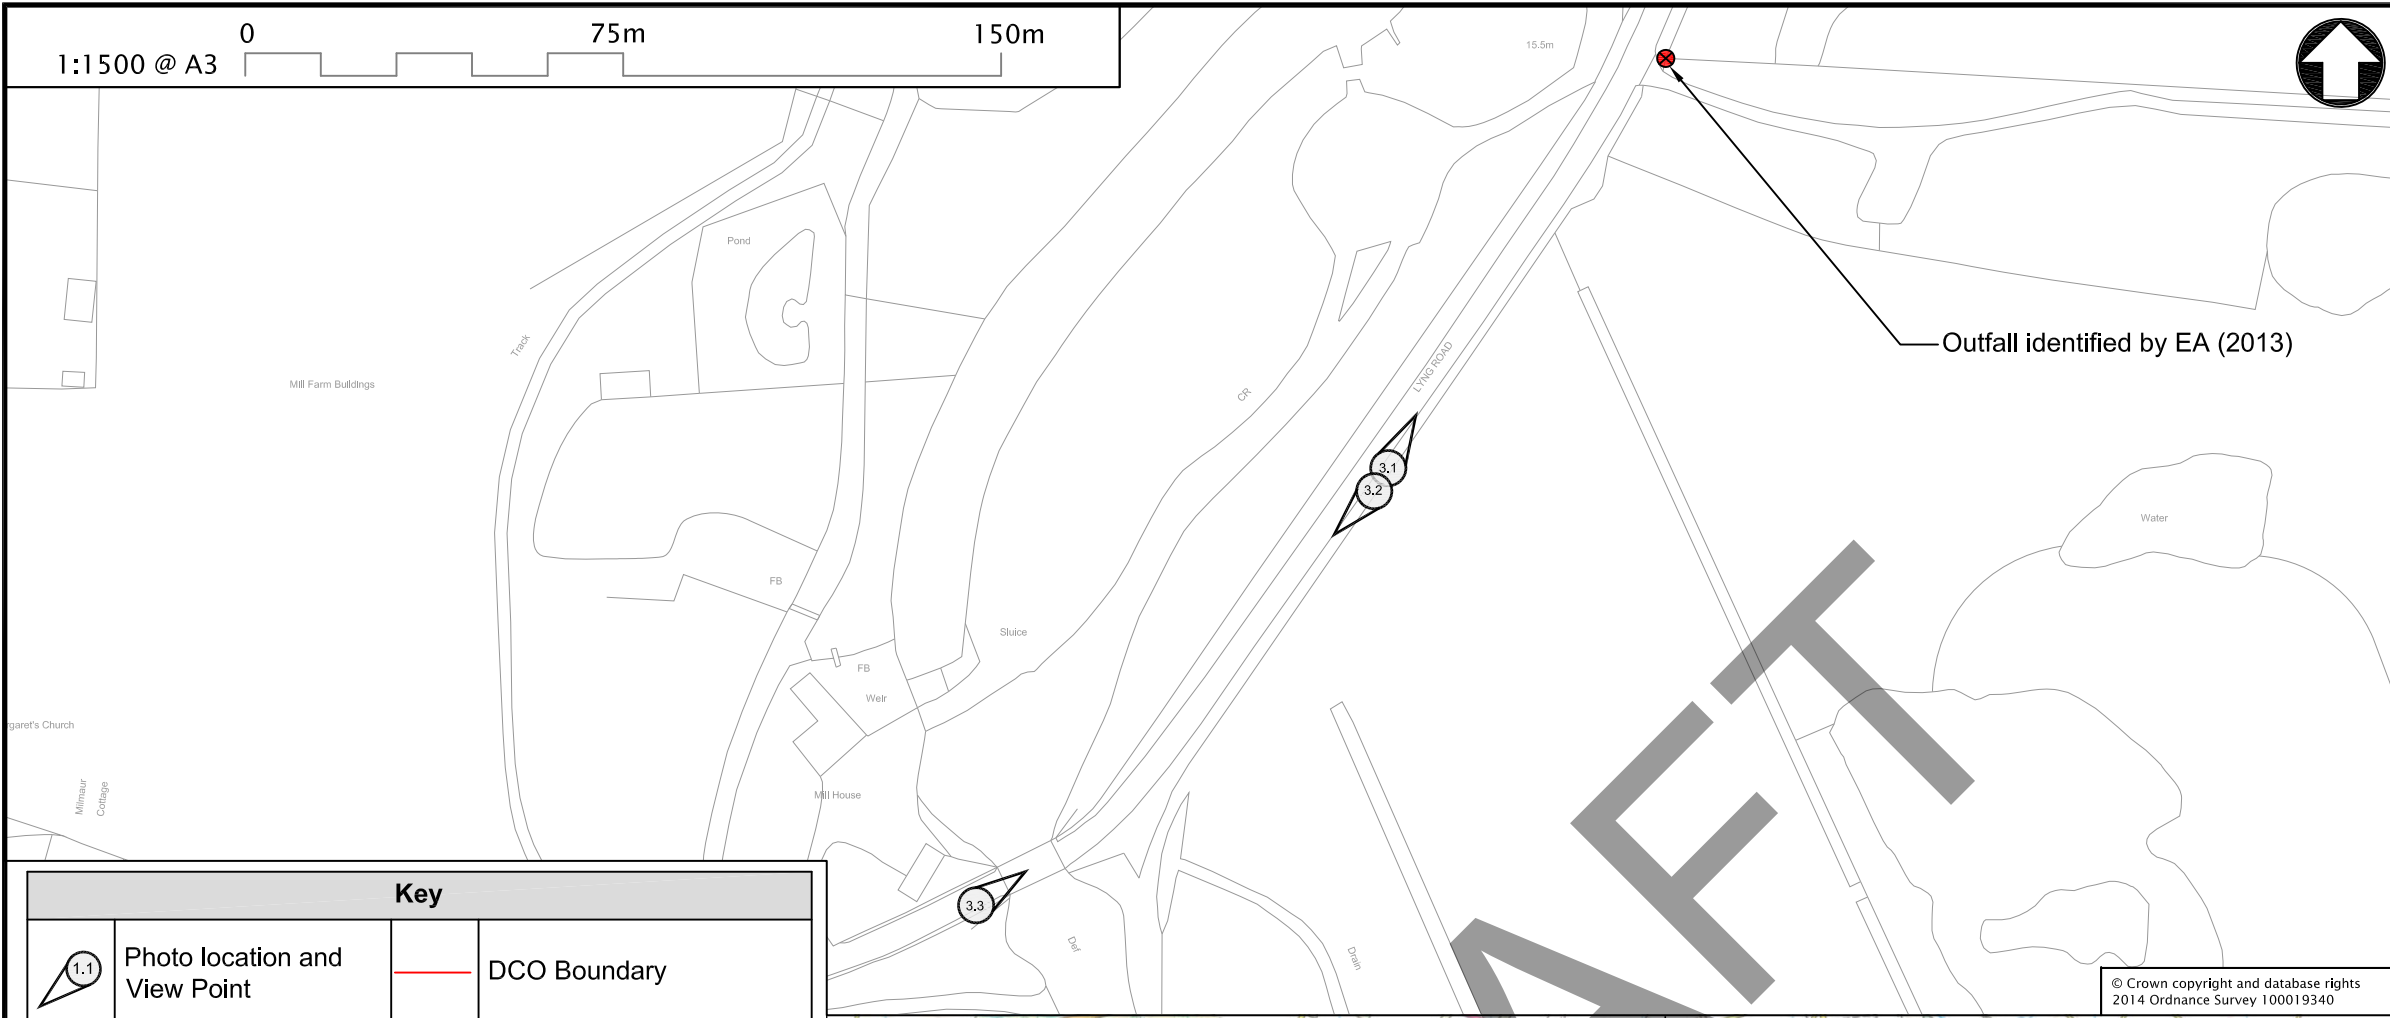 0 75m 150m
1:1500 @ A3
15.5m
Pond
Track
Mill Farm Buildings
LYNG ROAD
CR
Outfall identified by EA (2013)
3.1
3.2
Water
FB
Sluice
FB
Weir
rgaret's Church
Milmaur
Cottage
Mill House
3.3
Def
Drain
Key
1.1
Photo location and
View Point
DCO Boundary
AFT
© Crown copyright and database rights
2014 Ordnance Survey 100019340